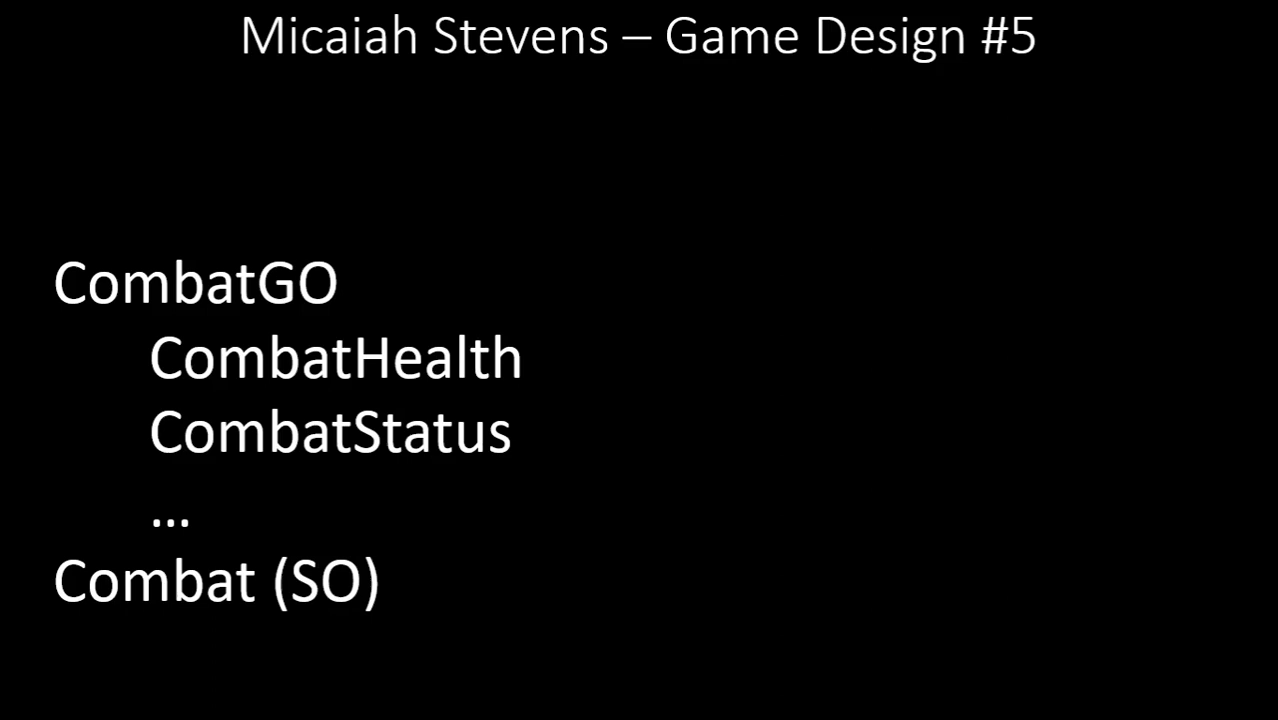 Micaiah Stevens – Game Design #5
CombatGO
CombatHealth
CombatStatus
...
Combat (SO)